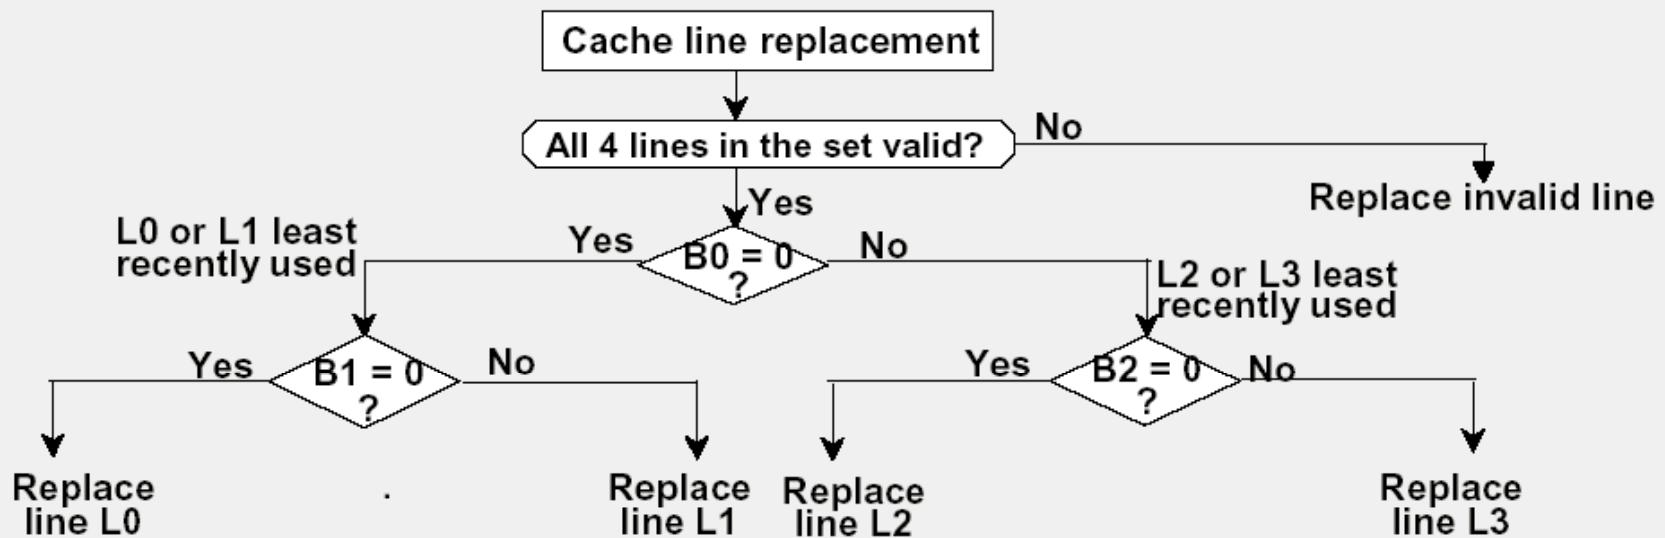 Cache line replacement
All 4 lines in the set valid?
No
Replace invalid line
Yes
L0 or L1 least
recently used
Yes
B0 = 0
?
No
L2 or L3 least
recently used
Yes
B1 = 0
?
No
Yes
B2 = 0
?
No
Replace
line L0
.
Replace
line L1
Replace
line L2
Replace
line L3